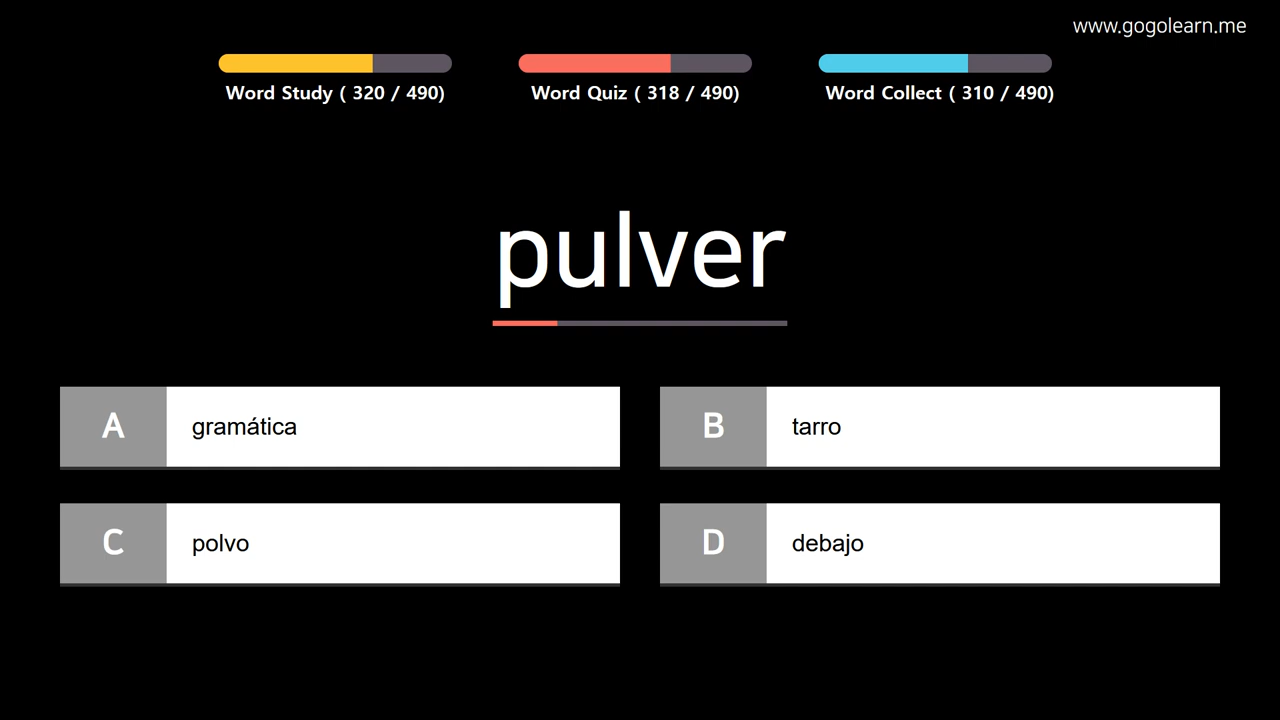 www.gogolearn.me
Word Study ( 320 / 490)
Word Quiz ( 318 / 490)
Word Collect ( 310 / 490)
pulver
A gramática
B tarro
C polvo
D debajo